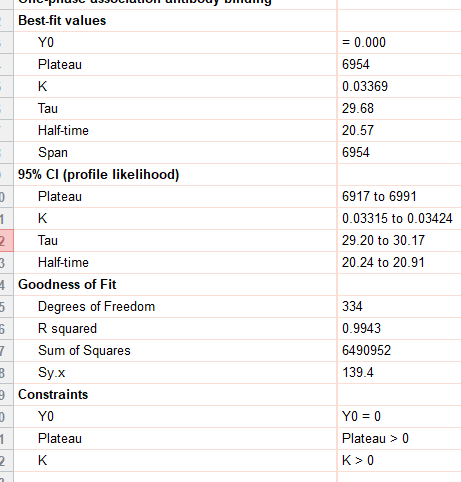 One-phase association antibody binding
Best-fit values
Y0 = 0.000
Plateau 6954
K 0.03369
Tau 29.68
Half-time 20.57
Span 6954
95% CI (profile likelihood)
Plateau 6917 to 6991
K 0.03315 to 0.03424
Tau 29.20 to 30.17
Half-time 20.24 to 20.91
Goodness of Fit
Degrees of Freedom 334
R squared 0.9943
Sum of Squares 6490952
Sy.x 139.4
Constraints
Y0 Y0 = 0
Plateau Plateau > 0
K K > 0